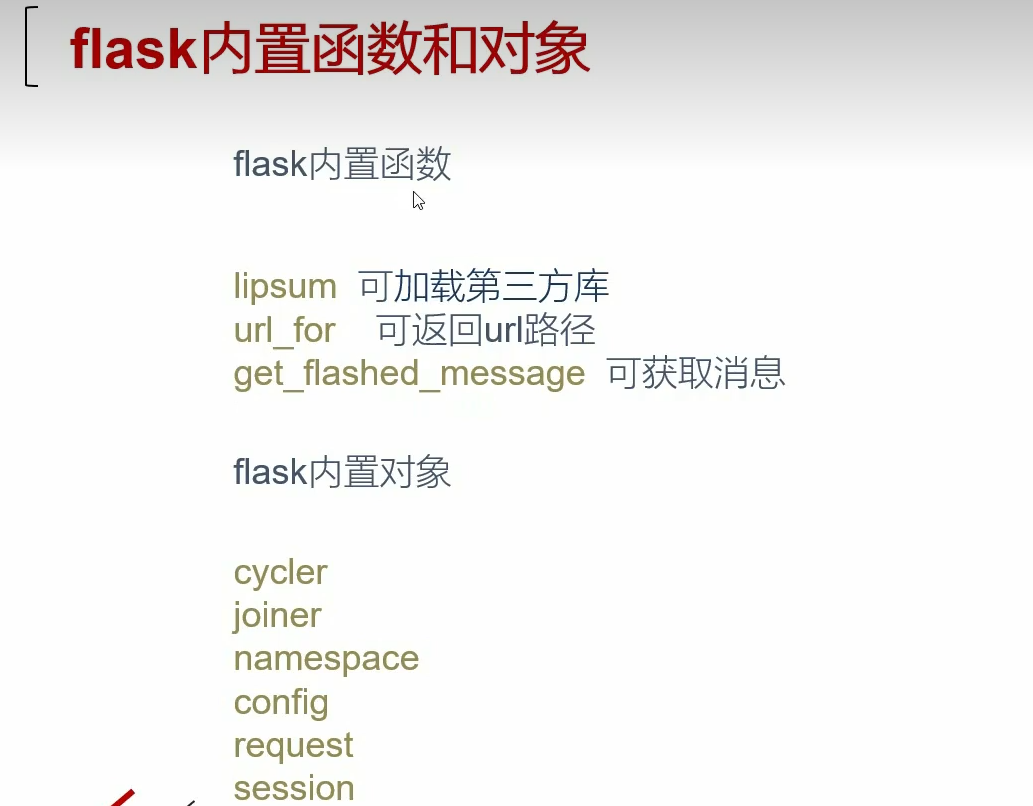 flask内置函数和对象
flask内置函数
lipsum 可加载第三方库
url_for 可返回url路径
get_flashed_message 可获取消息
flask内置对象
cycler
joiner
namespace
config
request
session